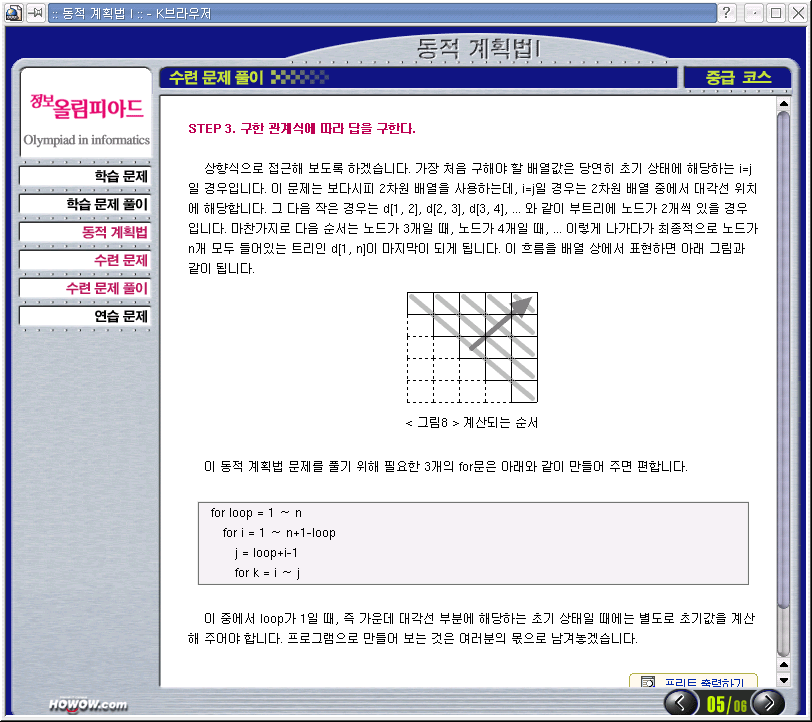 :: 동적 계획법 I :: - K브라우저
동적 계획법I
수련 문제 풀이
중급 코스
정보올림피아드
Olympiad in informatics
학습 문제
학습 문제 풀이
동적 계획법
수련 문제
수련 문제 풀이
연습 문제
STEP 3. 구한 관계식에 따라 답을 구한다.
상향식으로 접근해 보도록 하겠습니다. 가장 처음 구해야 할 배열값은 당연히 초기 상태에 해당하는 i=j
일 경우입니다. 이 문제는 보다시피 2차원 배열을 사용하는데, i=j일 경우는 2차원 배열 중에서 대각선 위치
에 해당합니다. 그 다음 작은 경우는 d[1, 2], d[2, 3], d[3, 4], ... 와 같이 부트리에 노드가 2개씩 있을 경우
입니다. 마찬가지로 다음 순서는 노드가 3개일 때, 노드가 4개일 때, ... 이렇게 나가다가 최종적으로 노드가
n개 모두 들어있는 트리인 d[1, n]이 마지막이 되게 됩니다. 이 흐름을 배열 상에서 표현하면 아래 그림과
같이 됩니다.
< 그림8 > 계산되는 순서
이 동적 계획법 문제를 풀기 위해 필요한 3개의 for문은 아래와 같이 만들어 주면 편합니다.
for loop = 1 ~ n
for i = 1 ~ n+1-loop
j = loop+i-1
for k = i ~ j
이 중에서 loop가 1일 때, 즉 가운데 대각선 부분에 해당하는 초기 상태일 때에는 별도로 초기값을 계산
해 주어야 합니다. 프로그램으로 만들어 보는 것은 여러분의 몫으로 남겨놓겠습니다.
프린트 출력하기
HOWOW.com
05/06